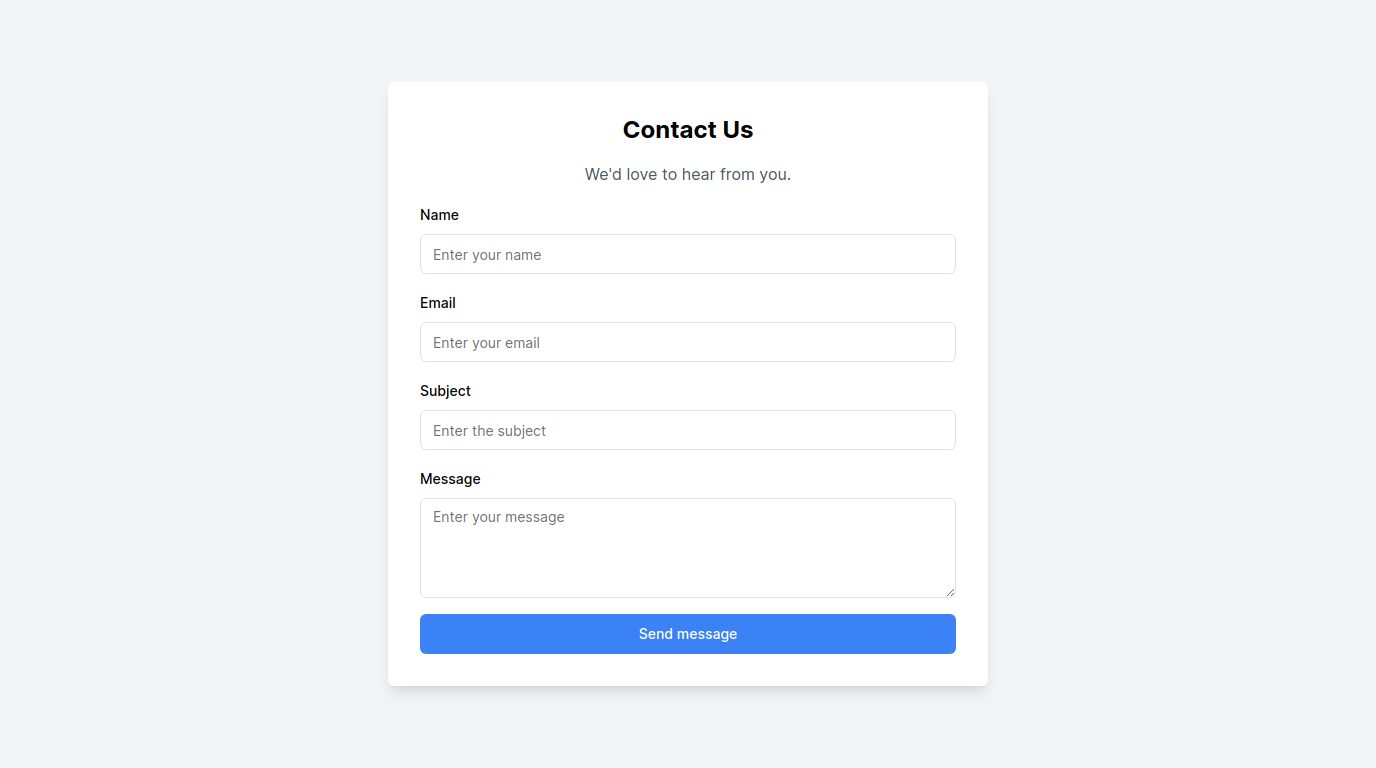 Contact Us
We'd love to hear from you.
Name
Enter your name
Email
Enter your email
Subject
Enter the subject
Message
Enter your message
Send message